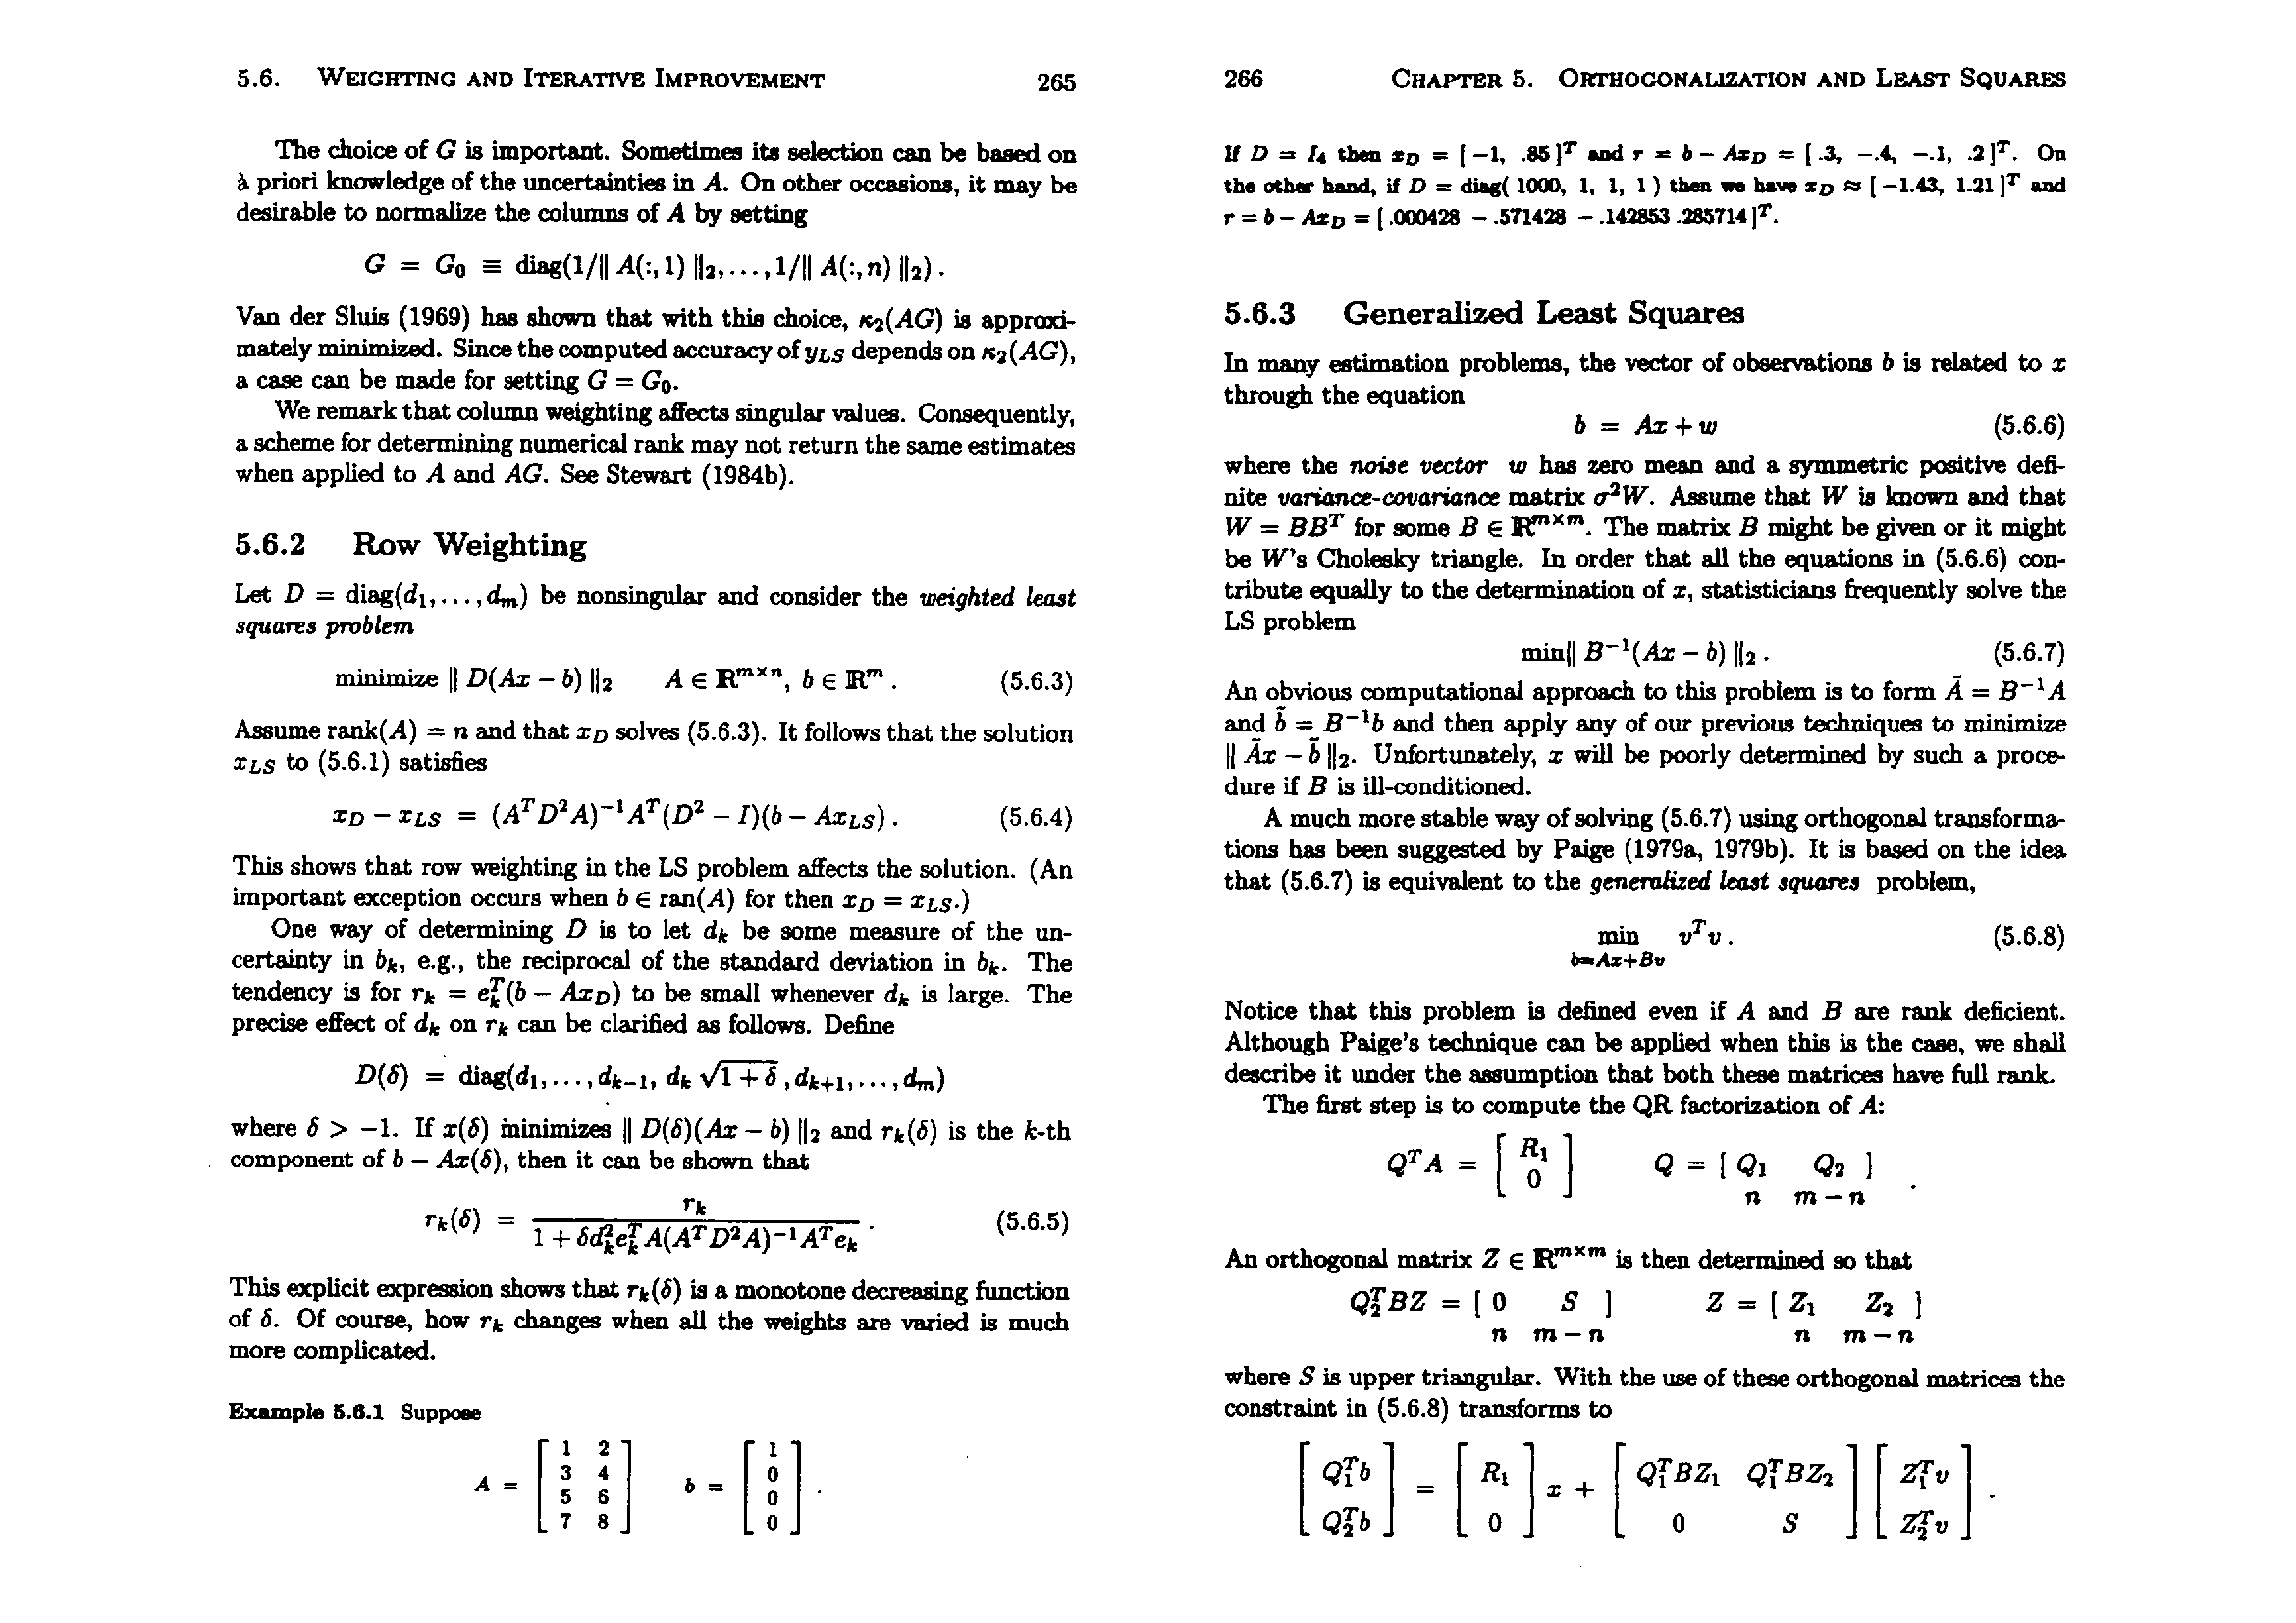 5.6. WEIGHTING AND ITERATIVE IMPROVEMENT 265
The choice of G is important. Sometimes its selection can be based on
à priori knowledge of the uncertainties in A. On other occasions, it may be
desirable to normalize the columns of A by setting
G = G₀ ≡ diag(1/‖ A(:,1) ‖₂,...,1/‖ A(:,n) ‖₂) .
Van der Sluis (1969) has shown that with this choice, κ₂(AG) is approxi-
mately minimized. Since the computed accuracy of y_LS depends on κ₂(AG),
a case can be made for setting G = G₀.
We remark that column weighting affects singular values. Consequently,
a scheme for determining numerical rank may not return the same estimates
when applied to A and AG. See Stewart (1984b).
5.6.2 Row Weighting
Let D = diag(d₁,...,d_m) be nonsingular and consider the weighted least
squares problem
minimize ‖ D(Ax − b) ‖₂ A ∈ ℝ^{m×n}, b ∈ ℝ^m . (5.6.3)
Assume rank(A) = n and that x_D solves (5.6.3). It follows that the solution
x_LS to (5.6.1) satisfies
x_D − x_LS = (A^T D² A)⁻¹A^T(D² − I)(b − Ax_LS) . (5.6.4)
This shows that row weighting in the LS problem affects the solution. (An
important exception occurs when b ∈ ran(A) for then x_D = x_LS.)
One way of determining D is to let d_k be some measure of the un-
certainty in b_k, e.g., the reciprocal of the standard deviation in b_k. The
tendency is for r_k = e_k^T(b − Ax_D) to be small whenever d_k is large. The
precise effect of d_k on r_k can be clarified as follows. Define
D(δ) = diag(d₁,...,d_{k−1}, d_k √(1 + δ) ,d_{k+1},...,d_m)
where δ > −1. If x(δ) minimizes ‖ D(δ)(Ax − b) ‖₂ and r_k(δ) is the k-th
component of b − Ax(δ), then it can be shown that
r_k(δ) = r_k / (1 + δd_k² e_k^T A(A^T D² A)⁻¹A^T e_k) . (5.6.5)
This explicit expression shows that r_k(δ) is a monotone decreasing function
of δ. Of course, how r_k changes when all the weights are varied is much
more complicated.
Example 5.6.1 Suppose
A = [ 1 2 ; 3 4 ; 5 6 ; 7 8 ] b = [ 1 ; 0 ; 0 ; 0 ] .
266 CHAPTER 5. ORTHOGONALIZATION AND LEAST SQUARES
If D = I₄ then x_D = [ −1, .85 ]^T and r = b − Ax_D = [ .3, −.4, −.1, .2 ]^T. On
the other hand, if D = diag( 1000, 1, 1, 1 ) then we have x_D ≈ [ −1.43, 1.21 ]^T and
r = b − Ax_D = [ .000428 − .571428 − .142853 .285714 ]^T.
5.6.3 Generalized Least Squares
In many estimation problems, the vector of observations b is related to x
through the equation
b = Ax + w (5.6.6)
where the noise vector w has zero mean and a symmetric positive defi-
nite variance-covariance matrix σ²W. Assume that W is known and that
W = BB^T for some B ∈ ℝ^{m×m}. The matrix B might be given or it might
be W's Cholesky triangle. In order that all the equations in (5.6.6) con-
tribute equally to the determination of x, statisticians frequently solve the
LS problem
min‖ B⁻¹(Ax − b) ‖₂ . (5.6.7)
An obvious computational approach to this problem is to form Ã = B⁻¹A
and b̃ = B⁻¹b and then apply any of our previous techniques to minimize
‖ Ãx − b̃ ‖₂. Unfortunately, x will be poorly determined by such a proce-
dure if B is ill-conditioned.
A much more stable way of solving (5.6.7) using orthogonal transforma-
tions has been suggested by Paige (1979a, 1979b). It is based on the idea
that (5.6.7) is equivalent to the generalized least squares problem,
min v^T v . (5.6.8)
b=Ax+Bv
Notice that this problem is defined even if A and B are rank deficient.
Although Paige's technique can be applied when this is the case, we shall
describe it under the assumption that both these matrices have full rank.
The first step is to compute the QR factorization of A:
Q^T A = [ R₁ ; 0 ] Q = [ Q₁ Q₂ ] .
n m − n
An orthogonal matrix Z ∈ ℝ^{m×m} is then determined so that
Q₂^T BZ = [ 0 S ] Z = [ Z₁ Z₂ ]
n m − n n m − n
where S is upper triangular. With the use of these orthogonal matrices the
constraint in (5.6.8) transforms to
[ Q₁^T b ; Q₂^T b ] = [ R₁ ; 0 ] x + [ Q₁^T BZ₁ Q₁^T BZ₂ ; 0 S ] [ Z₁^T v ; Z₂^T v ] .